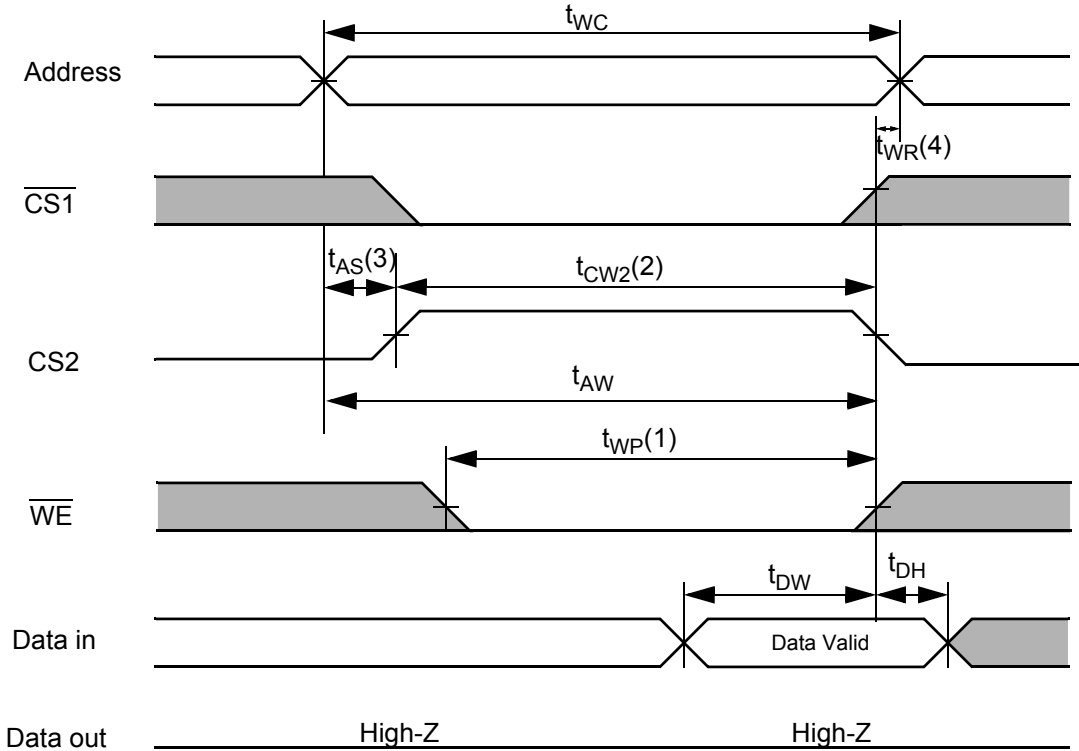 tWC
Address
tWR(4)
CS1
tAS(3)
tCW2(2)
CS2
tAW
tWP(1)
WE
tDW
tDH
Data in
Data Valid
Data out
High-Z
High-Z